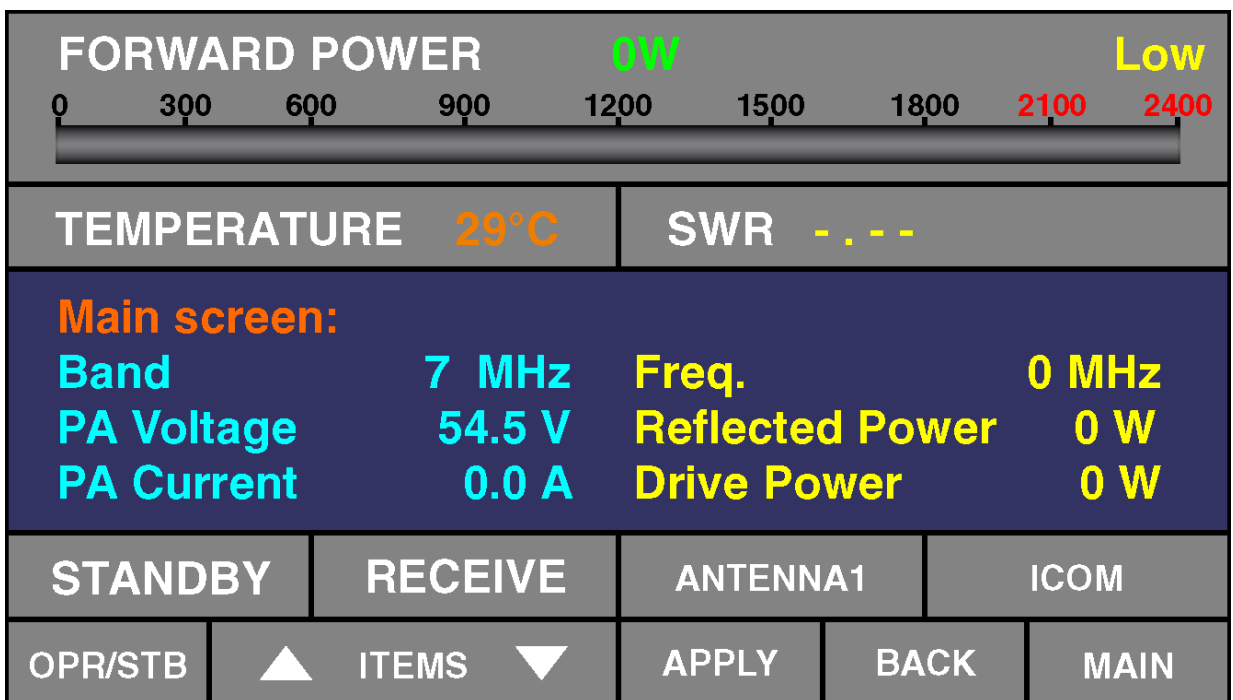 FORWARD POWER 0W Low
0 300 600 900 1200 1500 1800 2100 2400
TEMPERATURE 29°C SWR -.--
Main screen:
Band 7 MHz Freq. 0 MHz
PA Voltage 54.5 V Reflected Power 0 W
PA Current 0.0 A Drive Power 0 W
STANDBY RECEIVE ANTENNA1 ICOM
OPR/STB ▲ ITEMS ▼ APPLY BACK MAIN